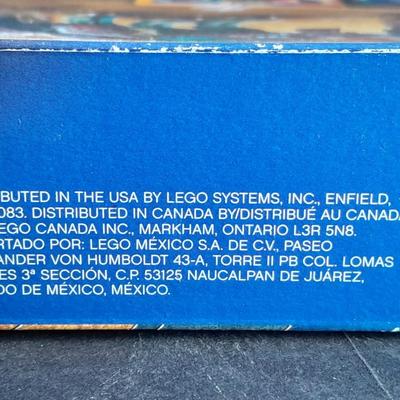 BUTED IN THE USA BY LEGO SYSTEMS, INC., ENFIELD,
083. DISTRIBUTED IN CANADA BY/DISTRIBUÉ AU CANADA
EGO CANADA INC., MARKHAM, ONTARIO L3R 5N8.
RTADO POR: LEGO MÉXICO S.A. DE C.V., PASEO
ANDER VON HUMBOLDT 43-A, TORRE II PB COL. LOMAS
ES 3ª SECCIÓN, C.P. 53125 NAUCALPAN DE JUÁREZ,
DO DE MÉXICO, MÉXICO.